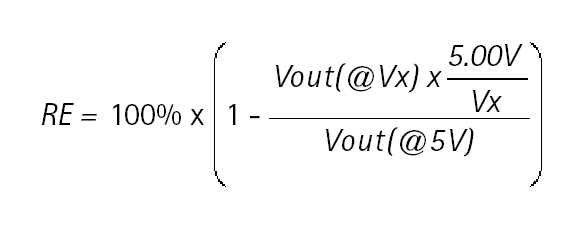 5.00V
Vout(@Vx) x
Vx
RE = 100% x ( 1 - )
Vout(@5V)